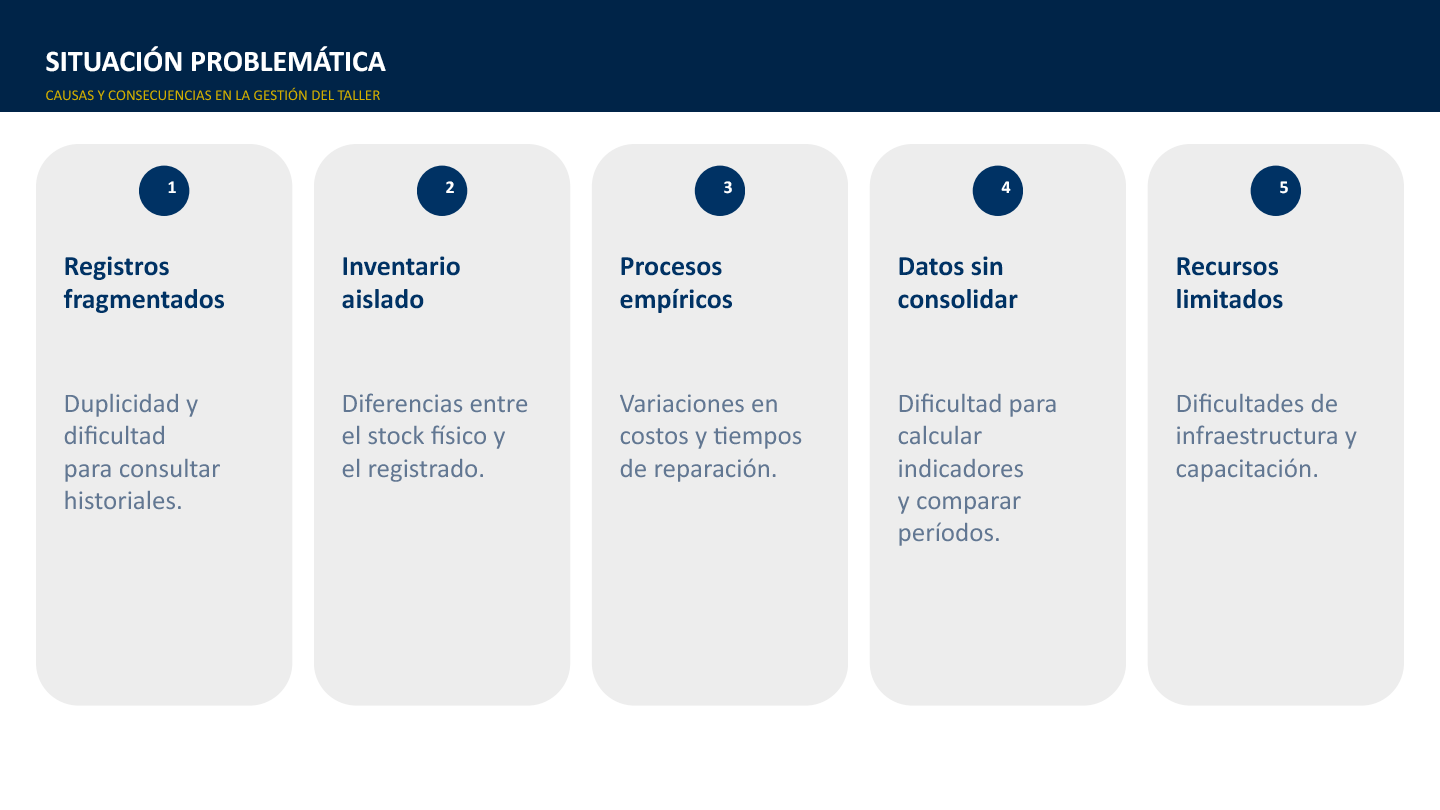 SITUACIÓN PROBLEMÁTICA
CAUSAS Y CONSECUENCIAS EN LA GESTIÓN DEL TALLER
1
Registros
fragmentados
Duplicidad y
dificultad
para consultar
historiales.
2
Inventario
aislado
Diferencias entre
el stock físico y
el registrado.
3
Procesos
empíricos
Variaciones en
costos y tiempos
de reparación.
4
Datos sin
consolidar
Dificultad para
calcular
indicadores
y comparar
períodos.
5
Recursos
limitados
Dificultades de
infraestructura y
capacitación.